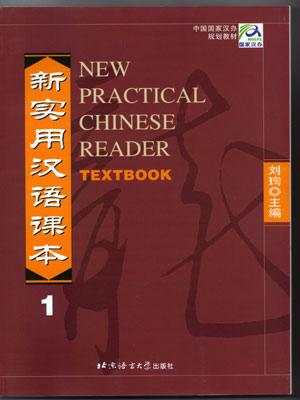 中国国家汉办
规划教材
NOCFL
国家汉办
新实用汉语课本
1
NEW
PRACTICAL
CHINESE
READER
TEXTBOOK
刘珣 主编
北京语言大学出版社